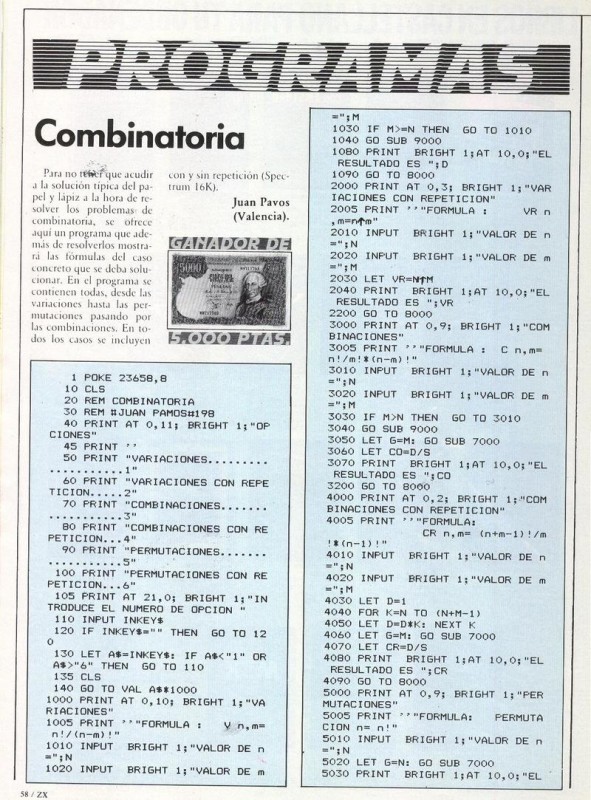 PROGRAMAS
Combinatoria
Para no tener que acudir
a la solución típica del pa-
pel y lápiz a la hora de re-
solver los problemas de
combinatoria, se ofrece
aquí un programa que ade-
más de resolverlos mostra-
rá las fórmulas del caso
concreto que se deba solu-
cionar. En el programa se
contienen todas, desde las
variaciones hasta las per-
mutaciones pasando por
las combinaciones. En to-
dos los casos se incluyen
con y sin repetición (Spec-
trum 16K).
Juan Pavos
(Valencia).
GANADOR DE
5000
5.000 PTAS.
1 POKE 23658,8
10 CLS
20 REM COMBINATORIA
30 REM #JUAN PAMOS#198
40 PRINT AT 0,11; BRIGHT 1;"OP
CIONES"
45 PRINT ''
50 PRINT "VARIACIONES.........
...........1"
60 PRINT "VARIACIONES CON REPE
TICION.....2"
70 PRINT "COMBINACIONES.......
...........3"
80 PRINT "COMBINACIONES CON RE
PETICION...4"
90 PRINT "PERMUTACIONES.......
...........5"
100 PRINT "PERMUTACIONES CON RE
PETICION...6"
105 PRINT AT 21,0; BRIGHT 1;"IN
TRODUCE EL NUMERO DE OPCION "
110 INPUT INKEY$
120 IF INKEY$="" THEN GO TO 12
0
130 LET A$=INKEY$: IF A$<"1" OR
A$>"6" THEN GO TO 110
135 CLS
140 GO TO VAL A$*1000
1000 PRINT AT 0,10; BRIGHT 1;"VA
RIACIONES"
1005 PRINT ''"FORMULA : V n,m=
n!/(n-m)!"
1010 INPUT BRIGHT 1;"VALOR DE n
=";N
1020 INPUT BRIGHT 1;"VALOR DE m
=";M
1030 IF M>=N THEN GO TO 1010
1040 GO SUB 9000
1080 PRINT BRIGHT 1;AT 10,0;"EL
RESULTADO ES ";D
1090 GO TO 8000
2000 PRINT AT 0,3; BRIGHT 1;"VAR
IACIONES CON REPETICION"
2005 PRINT ''"FORMULA : VR n
,m=n↑m"
2010 INPUT BRIGHT 1;"VALOR DE n
=";N
2020 INPUT BRIGHT 1;"VALOR DE m
=";M
2030 LET VR=N↑M
2040 PRINT BRIGHT 1;AT 10,0;"EL
RESULTADO ES ";VR
2200 GO TO 8000
3000 PRINT AT 0,9; BRIGHT 1;"COM
BINACIONES"
3005 PRINT ''"FORMULA : C n,m=
n!/m!*(n-m)!"
3010 INPUT BRIGHT 1;"VALOR DE n
=";N
3020 INPUT BRIGHT 1;"VALOR DE m
=";M
3030 IF M>N THEN GO TO 3010
3040 GO SUB 9000
3050 LET G=M: GO SUB 7000
3060 LET CO=D/S
3070 PRINT BRIGHT 1;AT 10,0;"EL
RESULTADO ES ";CO
3200 GO TO 8000
4000 PRINT AT 0,2; BRIGHT 1;"COM
BINACIONES CON REPETICION"
4005 PRINT ''"FORMULA:
CR n,m= (n+m-1)!/m
!*(n-1)!"
4010 INPUT BRIGHT 1;"VALOR DE n
=";N
4020 INPUT BRIGHT 1;"VALOR DE m
=";M
4030 LET D=1
4040 FOR K=N TO (N+M-1)
4050 LET D=D*K: NEXT K
4060 LET G=M: GO SUB 7000
4070 LET CR=D/S
4080 PRINT BRIGHT 1;AT 10,0;"EL
RESULTADO ES ";CR
4090 GO TO 8000
5000 PRINT AT 0,9; BRIGHT 1;"PER
MUTACIONES"
5005 PRINT ''"FORMULA: PERMUTA
CION n= n!"
5010 INPUT BRIGHT 1;"VALOR DE n
=";N
5020 LET G=N: GO SUB 7000
5030 PRINT BRIGHT 1;AT 10,0;"EL
58 / ZX